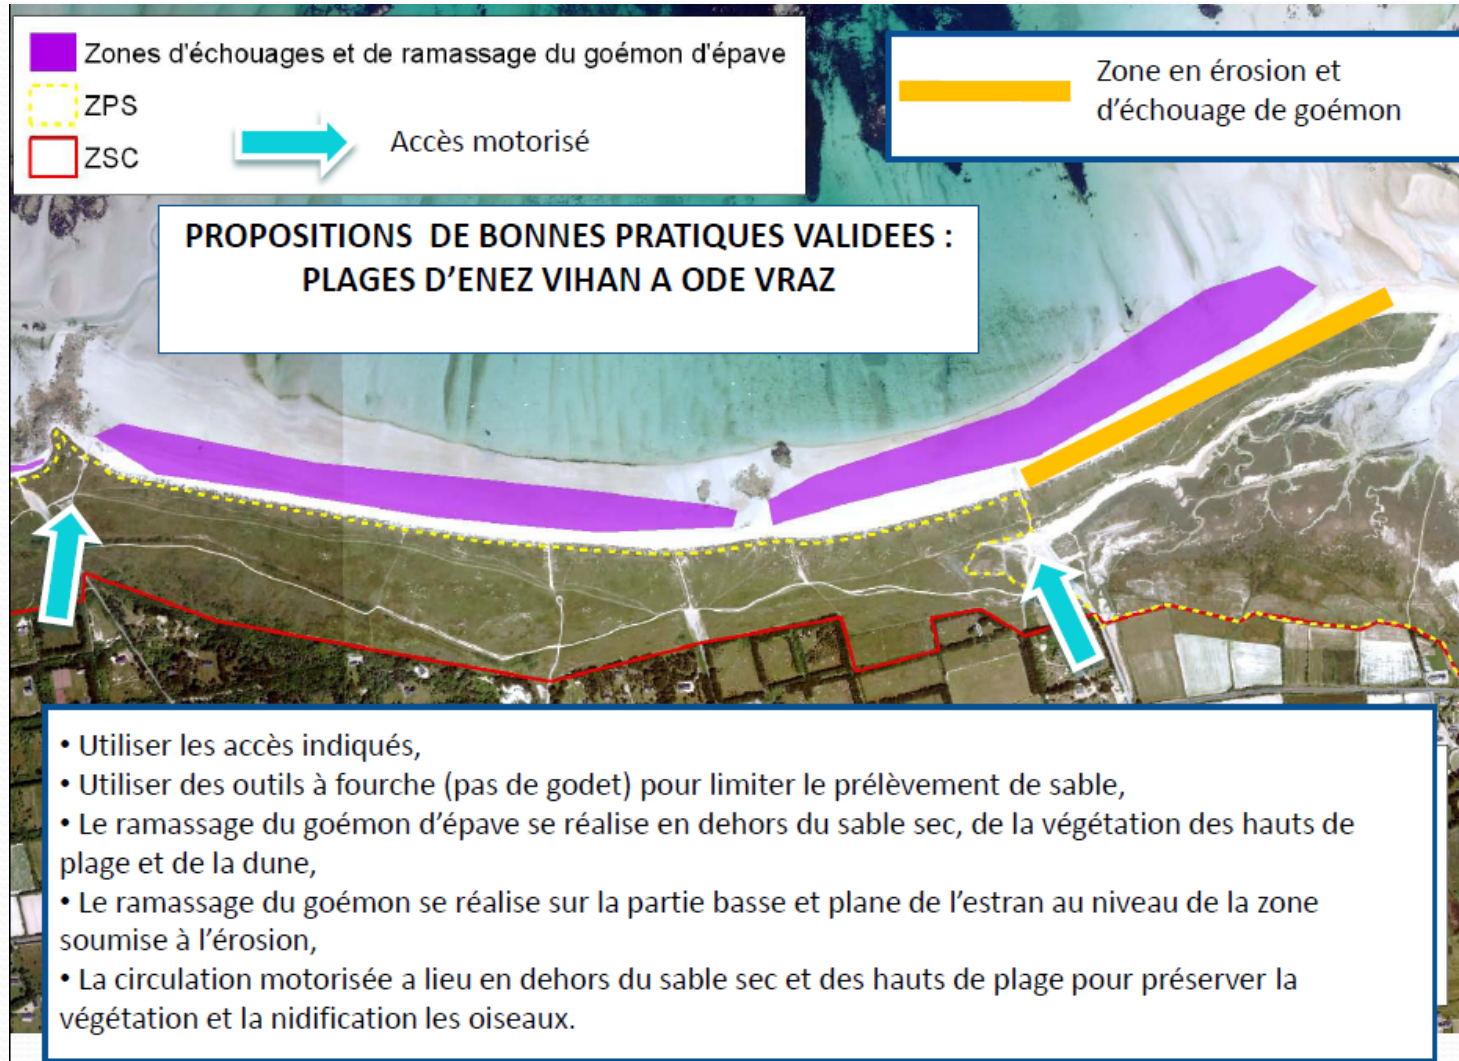 Zones d'échouages et de ramassage du goémon d'épave
ZPS
ZSC
Accès motorisé
Zone en érosion et
d'échouage de goémon
PROPOSITIONS DE BONNES PRATIQUES VALIDEES :
PLAGES D'ENEZ VIHAN A ODE VRAZ
• Utiliser les accès indiqués,
• Utiliser des outils à fourche (pas de godet) pour limiter le prélèvement de sable,
• Le ramassage du goémon d'épave se réalise en dehors du sable sec, de la végétation des hauts de
plage et de la dune,
• Le ramassage du goémon se réalise sur la partie basse et plane de l'estran au niveau de la zone
soumise à l'érosion,
• La circulation motorisée a lieu en dehors du sable sec et des hauts de plage pour préserver la
végétation et la nidification les oiseaux.